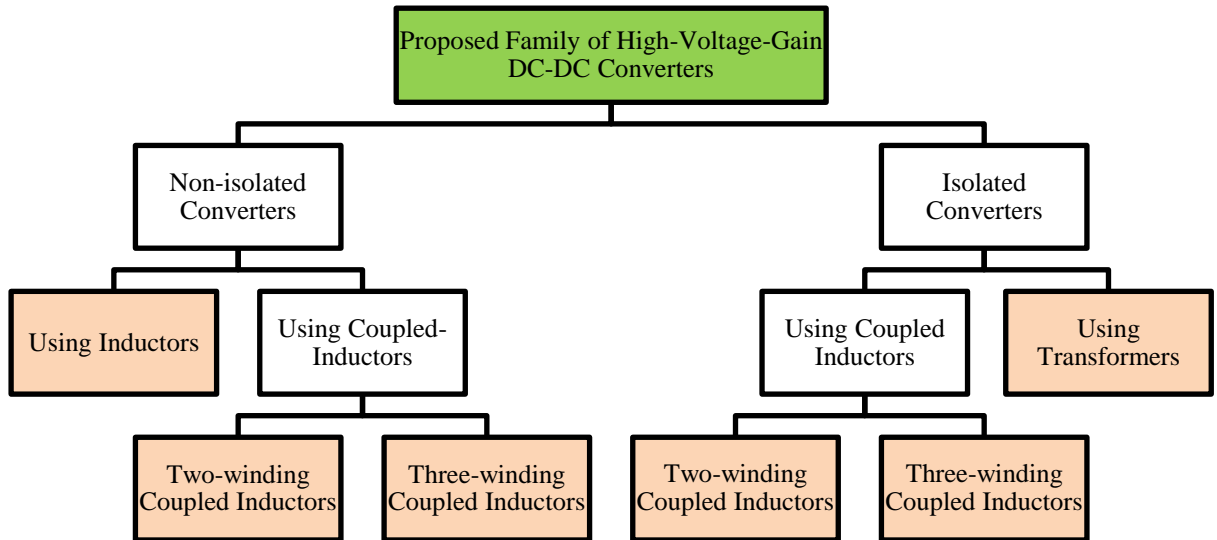 Proposed Family of High-Voltage-Gain
DC-DC Converters
Non-isolated
Converters
Isolated
Converters
Using Inductors
Using Coupled-
Inductors
Using Coupled
Inductors
Using
Transformers
Two-winding
Coupled Inductors
Three-winding
Coupled Inductors
Two-winding
Coupled Inductors
Three-winding
Coupled Inductors